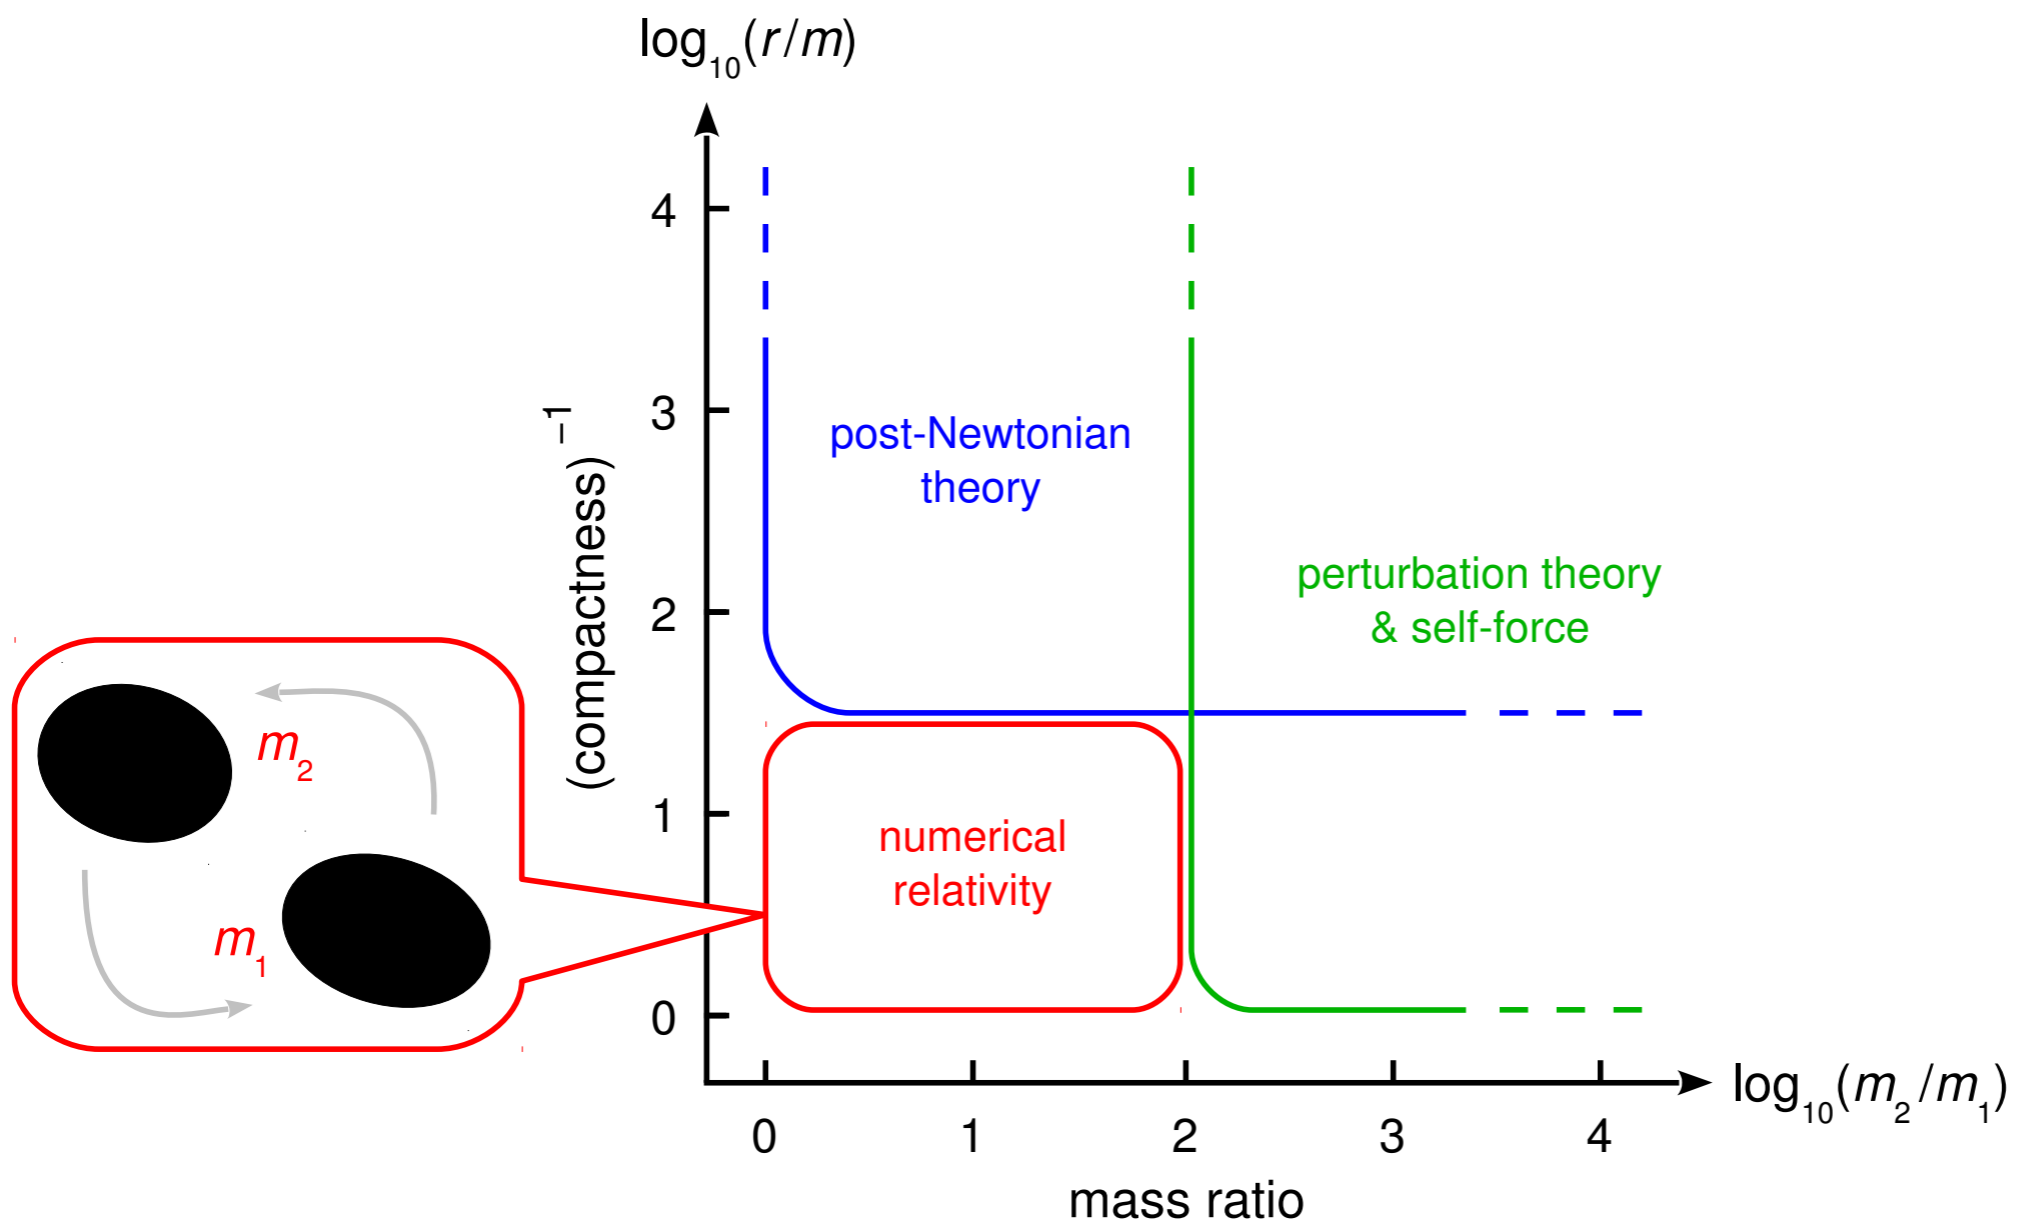 log₁₀(r/m)
4
3
2
1
0
(compactness)⁻¹
post-Newtonian
theory
perturbation theory
& self-force
numerical
relativity
m₂
m₁
0 1 2 3 4
log₁₀(m₂/m₁)
mass ratio